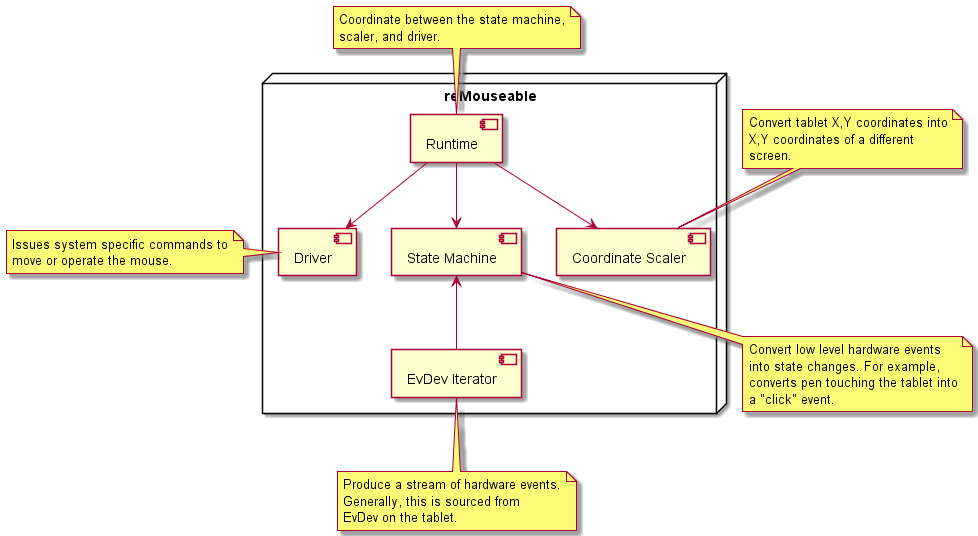 Coordinate between the state machine,
scaler, and driver.
reMouseable
Runtime
Convert tablet X,Y coordinates into
X,Y coordinates of a different
screen.
Issues system specific commands to
move or operate the mouse.
Driver
State Machine
Coordinate Scaler
Convert low level hardware events
into state changes. For example,
converts pen touching the tablet into
a "click" event.
EvDev Iterator
Produce a stream of hardware events.
Generally, this is sourced from
EvDev on the tablet.